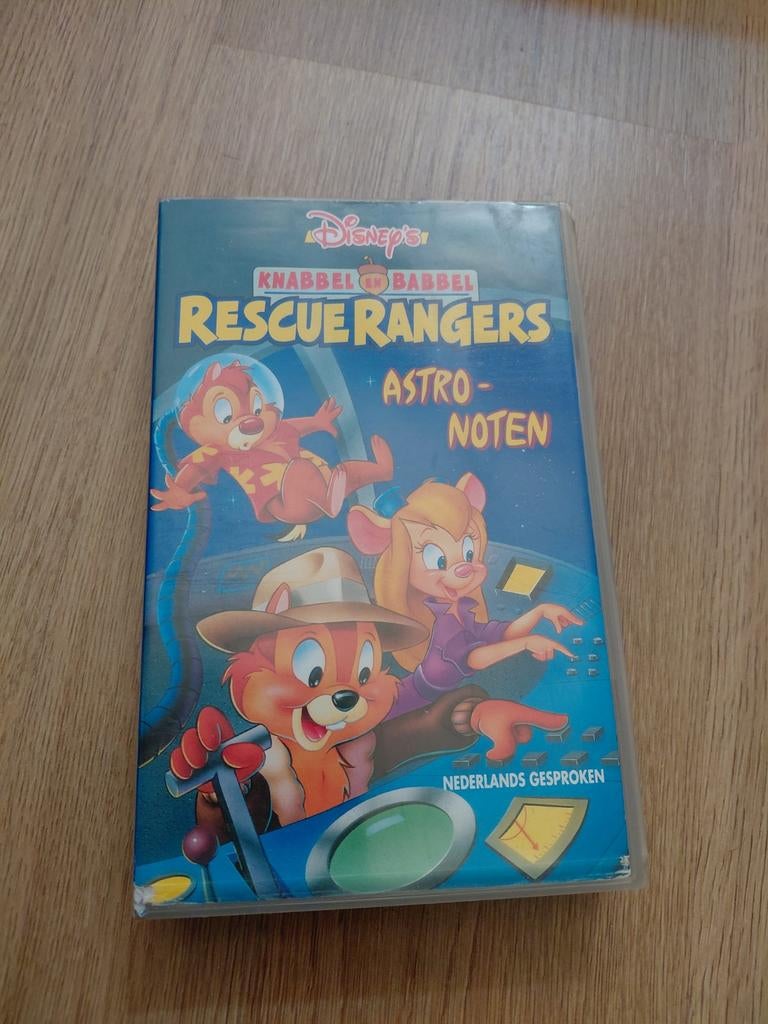 Disney's
KNABBEL EN BABBEL
RESCUE RANGERS
ASTRO-
NOTEN
NEDERLANDS GESPROKEN